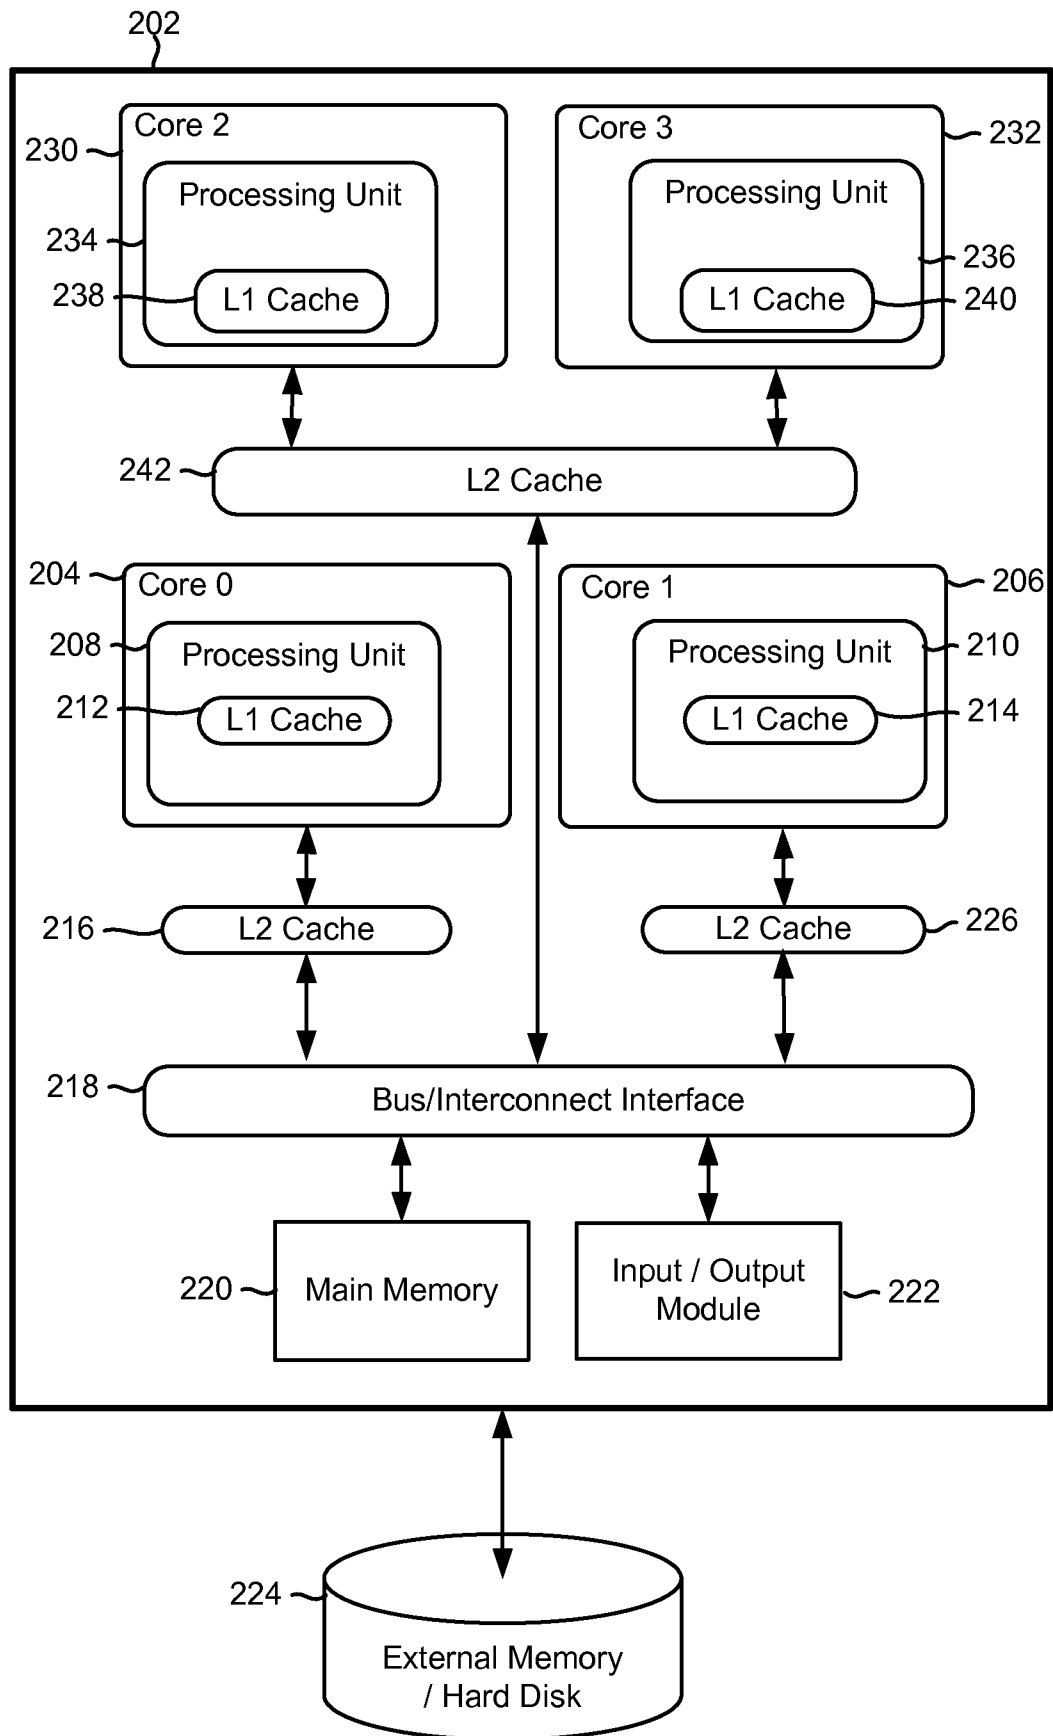 202
Core 2
Core 3
230
232
Processing Unit
Processing Unit
234
236
238
L1 Cache
L1 Cache
240
242
L2 Cache
204
Core 0
Core 1
206
208
Processing Unit
Processing Unit
210
212
L1 Cache
L1 Cache
214
216
L2 Cache
L2 Cache
226
218
Bus/Interconnect Interface
220
Main Memory
Input / Output
Module
222
224
External Memory
/ Hard Disk